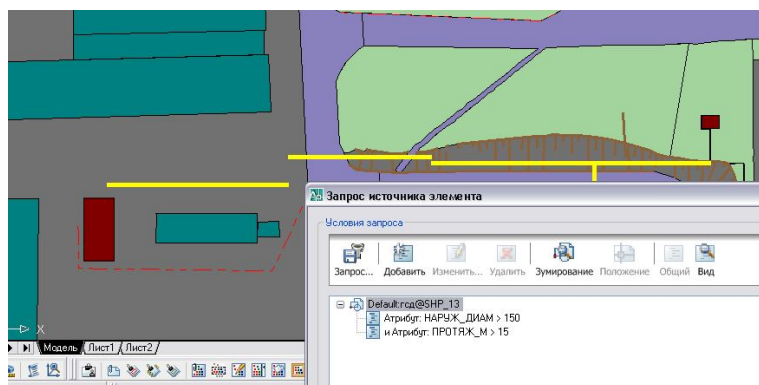 Запрос источника элемента
Условия запроса
Запрос... Добавить Изменить... Удалить Зумирование Положение Общий Вид
Default:гсд@SHP_13
Атрибут: НАРУЖ_ДИАМ > 150
и Атрибут: ПРОТЯЖ_М > 15
X
Модель Лист1 Лист2